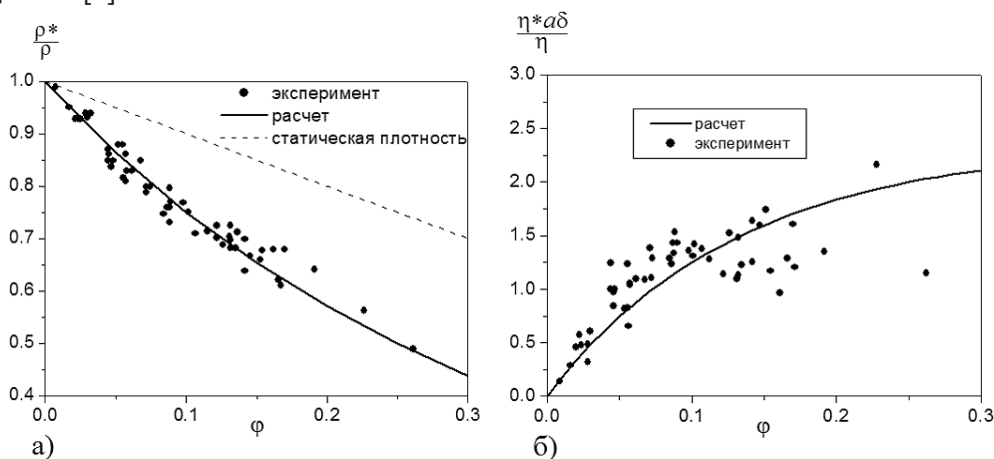 ρ*
ρ
1.0
0.9
0.8
0.7
0.6
0.5
0.4
0.0
0.1
0.2
0.3
φ
эксперимент
расчет
статическая плотность
а)
η*aδ
η
3.0
2.5
2.0
1.5
1.0
0.5
0.0
0.0
0.1
0.2
0.3
φ
расчет
эксперимент
б)